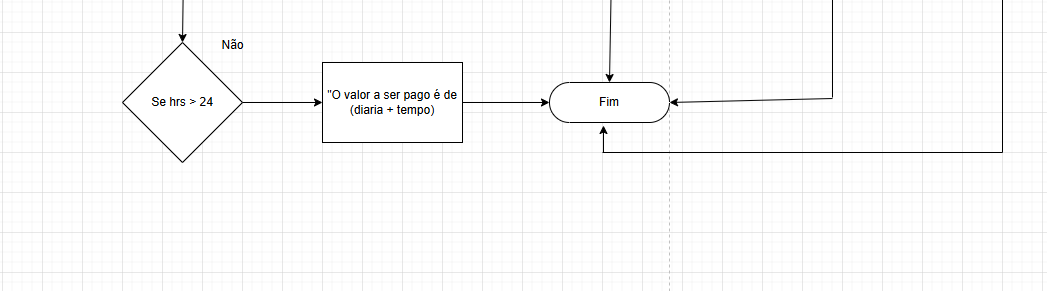 Não
Se hrs > 24
"O valor a ser pago é de
(diaria + tempo)
Fim